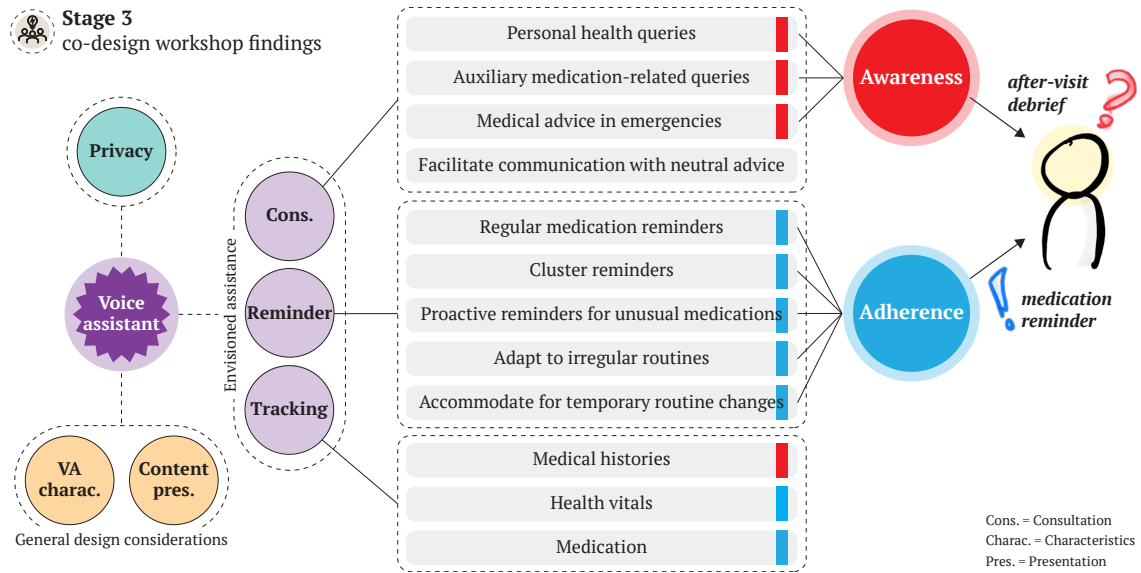 Stage 3
co-design workshop findings
Privacy
Voice
assistant
VA
charac.
Content
pres.
General design considerations
Envisioned assistance
Cons.
Reminder
Tracking
Personal health queries
Auxiliary medication-related queries
Medical advice in emergencies
Facilitate communication with neutral advice
Regular medication reminders
Cluster reminders
Proactive reminders for unusual medications
Adapt to irregular routines
Accommodate for temporary routine changes
Medical histories
Health vitals
Medication
Awareness
Adherence
after-visit
debrief
?
!
medication
reminder
Cons. = Consultation
Charac. = Characteristics
Pres. = Presentation